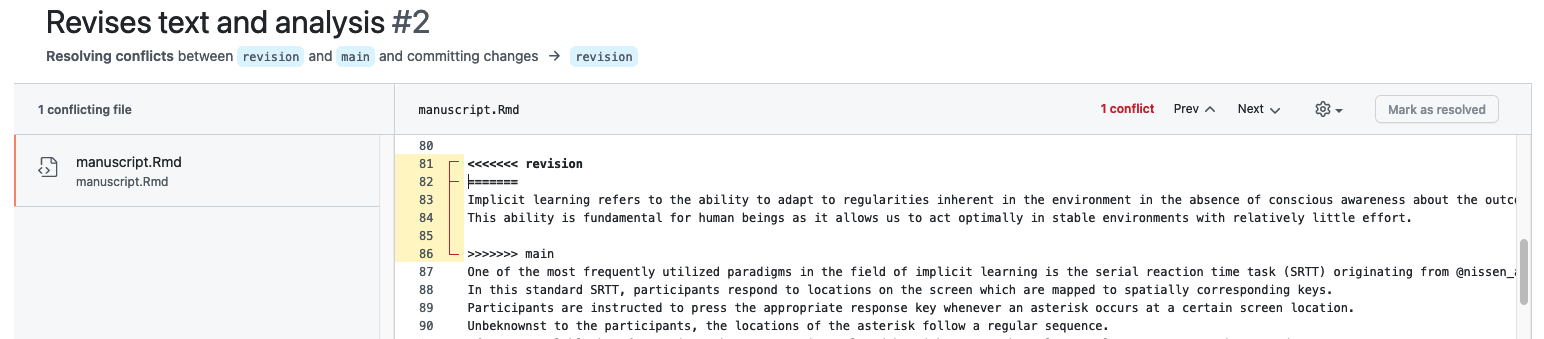 Revises text and analysis #2
Resolving conflicts between revision and main and committing changes → revision
1 conflicting file
manuscript.Rmd
manuscript.Rmd
manuscript.Rmd
1 conflict Prev Next Mark as resolved
80
81 <<<<<<< revision
82 =======
83 Implicit learning refers to the ability to adapt to regularities inherent in the environment in the absence of conscious awareness about the
84 This ability is fundamental for human beings as it allows us to act optimally in stable environments with relatively little effort.
85
86 >>>>>>> main
87 One of the most frequently utilized paradigms in the field of implicit learning is the serial reaction time task (SRTT) originating from
88 In this standard SRTT, participants respond to locations on the screen which are mapped to spatially corresponding keys.
89 Participants are instructed to press the appropriate response key whenever an asterisk occurs at a certain screen location.
90 Unbeknownst to the participants, the locations of the asterisk follow a regular sequence.